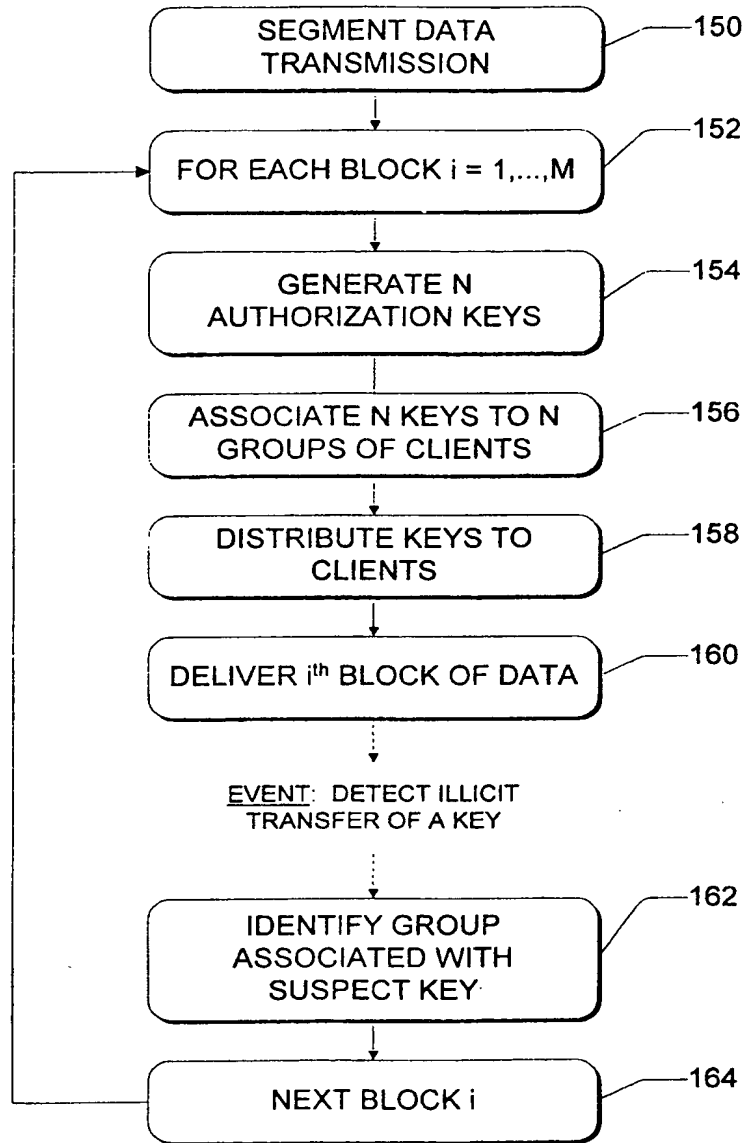 SEGMENT DATA
TRANSMISSION
150
FOR EACH BLOCK i = 1,...,M
152
GENERATE N
AUTHORIZATION KEYS
154
ASSOCIATE N KEYS TO N
GROUPS OF CLIENTS
156
DISTRIBUTE KEYS TO
CLIENTS
158
DELIVER ith BLOCK OF DATA
160
EVENT: DETECT ILLICIT
TRANSFER OF A KEY
IDENTIFY GROUP
ASSOCIATED WITH
SUSPECT KEY
162
NEXT BLOCK i
164